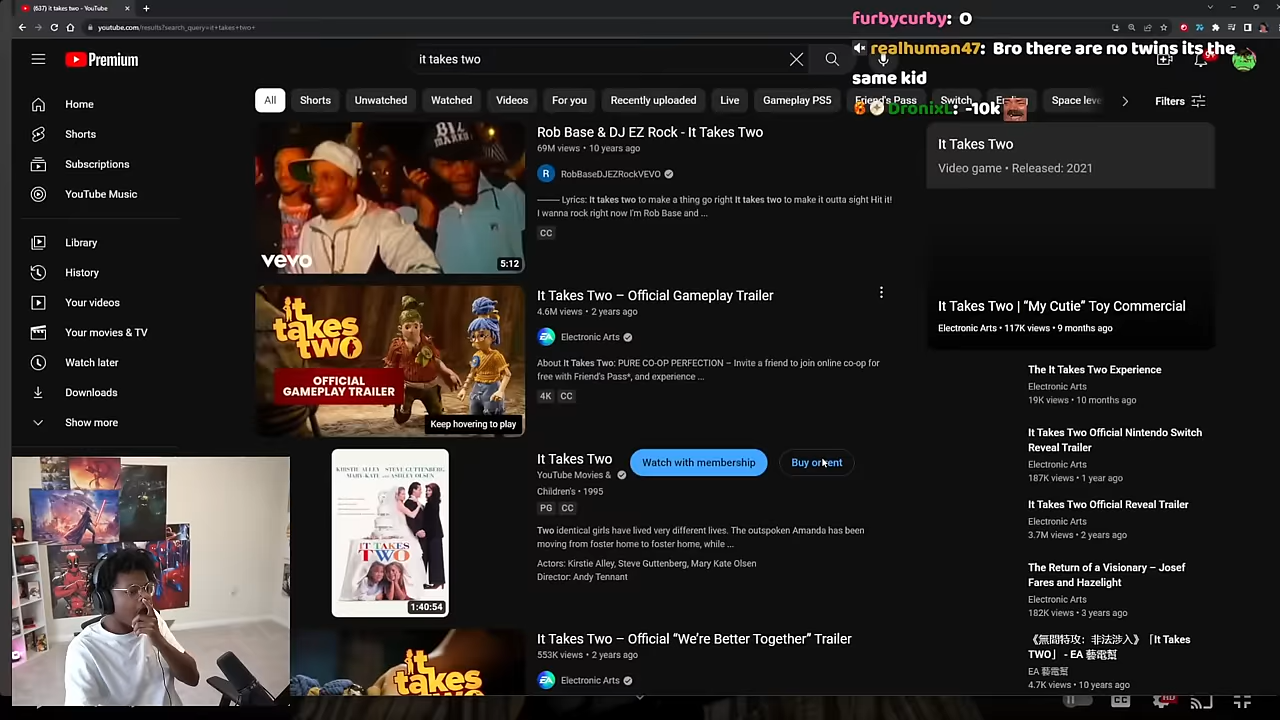 (637) it takes two - YouTube
youtube.com/results?search_query=it+takes+two+
furbycurby: O
realhuman47: Bro there are no twins its the
same kid
DronixL: -10k
Premium
it takes two
All
Shorts
Unwatched
Watched
Videos
For you
Recently uploaded
Live
Gameplay PS5
Friend's Pass
Switch
Space leve
Filters
Home
Shorts
Subscriptions
YouTube Music
Library
History
Your videos
Your movies & TV
Watch later
Downloads
Show more
BIZ
MARK
vevo
5:12
Rob Base & DJ EZ Rock - It Takes Two
69M views • 10 years ago
R
RobBaseDJEZRockVEVO
——— Lyrics: It takes two to make a thing go right It takes two to make it outta sight Hit it!
I wanna rock right now I'm Rob Base and ...
CC
it
takes
two
OFFICIAL
GAMEPLAY TRAILER
Keep hovering to play
It Takes Two – Official Gameplay Trailer
4.6M views • 2 years ago
EA
Electronic Arts
About It Takes Two: PURE CO-OP PERFECTION – Invite a friend to join online co-op for
free with Friend's Pass*, and experience ...
4K
CC
KIRSTIE ALLEY STEVE GUTTENBERG
MARY-KATE and ASHLEY OLSEN
IT TAKES
TWO
1:40:54
It Takes Two
Watch with membership
Buy or rent
YouTube Movies &
Children's • 1995
PG
CC
Two identical girls have lived very different lives. The outspoken Amanda has been
moving from foster home to foster home, while ...
Actors: Kirstie Alley, Steve Guttenberg, Mary Kate Olsen
Director: Andy Tennant
it
takes
It Takes Two – Official “We’re Better Together” Trailer
553K views • 2 years ago
EA
Electronic Arts
It Takes Two
Video game • Released: 2021
It Takes Two | “My Cutie” Toy Commercial
Electronic Arts • 117K views • 9 months ago
The It Takes Two Experience
Electronic Arts
19K views • 10 months ago
It Takes Two Official Nintendo Switch
Reveal Trailer
Electronic Arts
187K views • 1 year ago
It Takes Two Official Reveal Trailer
Electronic Arts
3.7M views • 2 years ago
The Return of a Visionary – Josef
Fares and Hazelight
Electronic Arts
182K views • 3 years ago
《無間特攻：非法涉入》「It Takes
TWO」 - EA 藝電幫
EA 藝電幫
4.7K views • 10 years ago
CC
HD